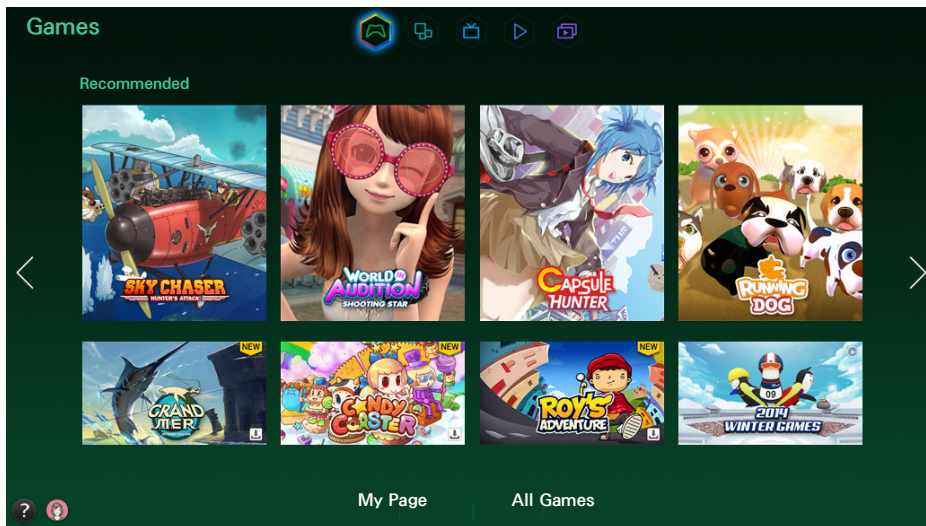 Games
Recommended
SKY CHASER
HUNTER'S ATTACK
WORLD IN
AUDITION
SHOOTING STAR
CAPSULE
HUNTER
RUNNING
DOG
NEW
GRAND
MER
NEW
CANDY
COASTER
NEW
ROY'S
ADVENTURE
09
2014
WINTER GAMES
?
My Page
All Games